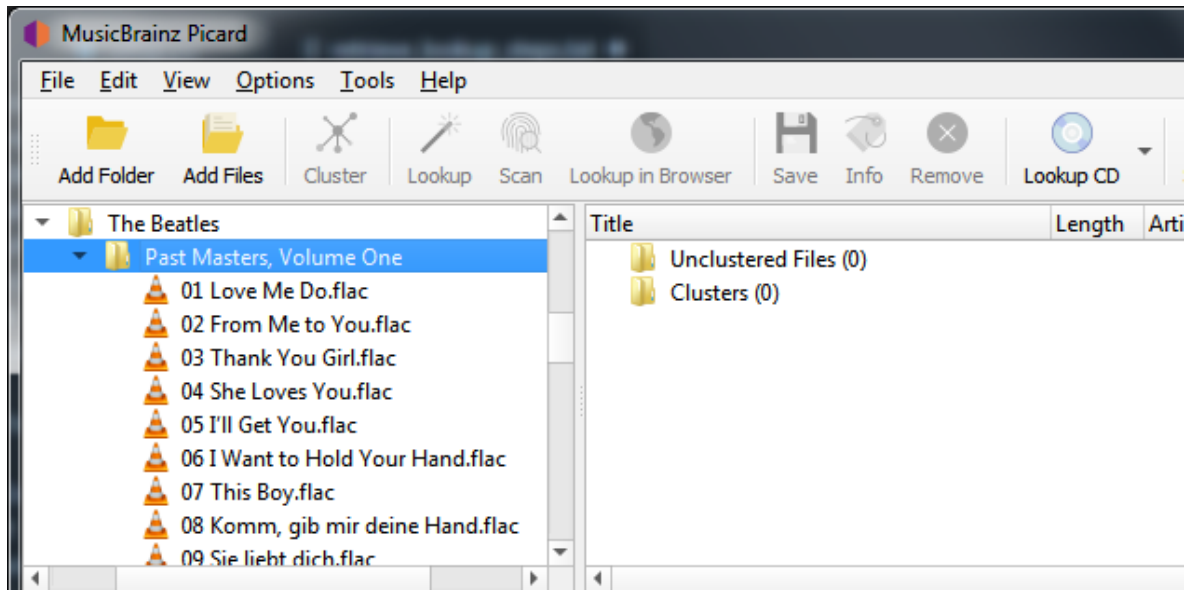 MusicBrainz Picard
File Edit View Options Tools Help
Add Folder Add Files Cluster Lookup Scan Lookup in Browser Save Info Remove Lookup CD
The Beatles
Past Masters, Volume One
01 Love Me Do.flac
02 From Me to You.flac
03 Thank You Girl.flac
04 She Loves You.flac
05 I'll Get You.flac
06 I Want to Hold Your Hand.flac
07 This Boy.flac
08 Komm, gib mir deine Hand.flac
09 Sie liebt dich.flac
Title Length Arti
Unclustered Files (0)
Clusters (0)